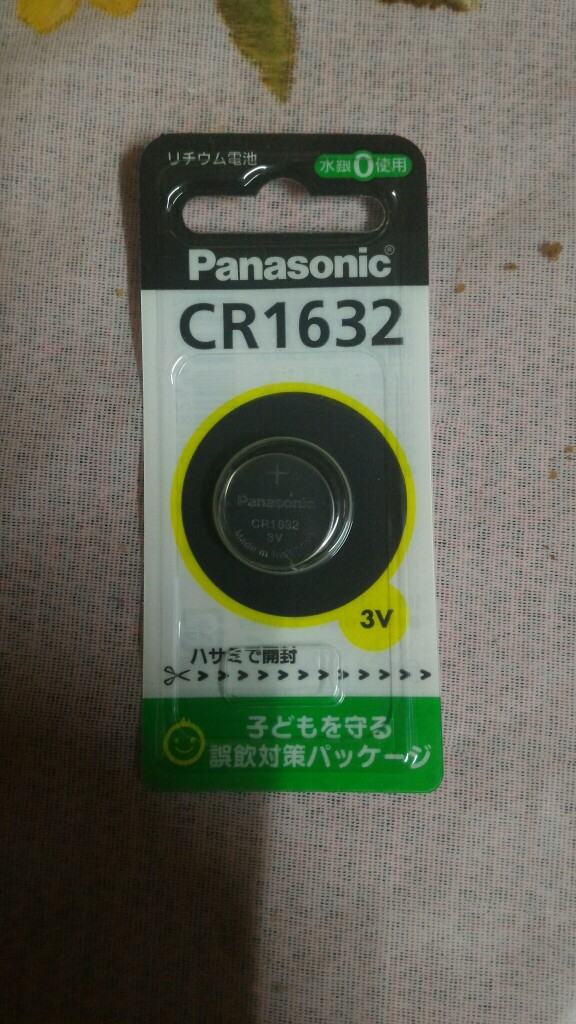 リチウム電池
水銀0使用
Panasonic®
CR1632
+
Panasonic
CR1632
3V
Made in
3V
ハサミで開封
子どもを守る
誤飲対策パッケージ